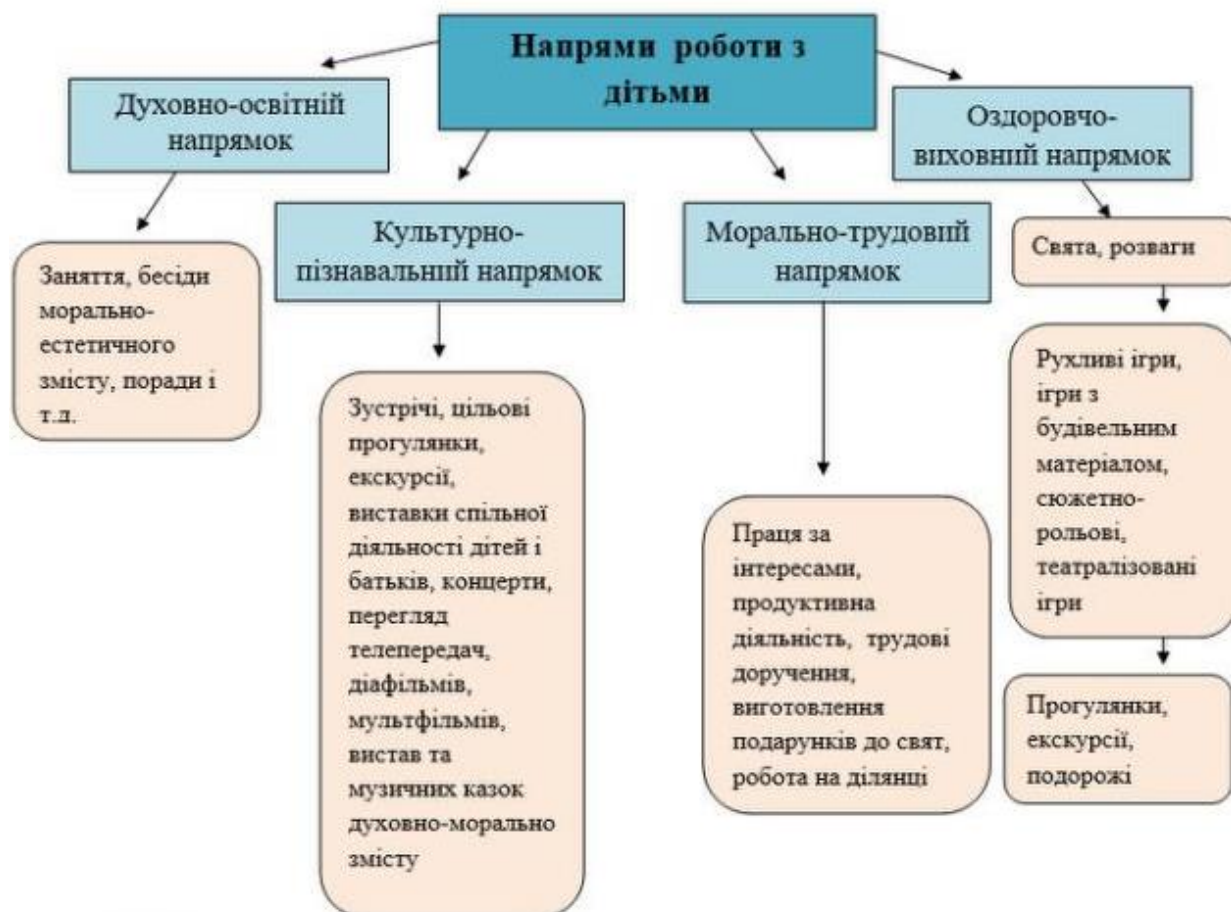 Напрями роботи з
дітьми
Духовно-освітній
напрямок
Оздоровчо-
виховний напрямок
Культурно-
пізнавальний напрямок
Морально-трудовий
напрямок
Заняття, бесіди
морально-
естетичного
змісту, поради і
т.д.
Зустрічі, цільові
прогулянки,
екскурсії,
виставки спільної
діяльності дітей і
батьків, концерти,
перегляд
телепередач,
діафільмів,
мультфільмів,
вистав та
музичних казок
духовно-морально
змісту
Праця за
інтересами,
продуктивна
діяльність, трудові
доручення,
виготовлення
подарунків до свят,
робота на ділянці
Свята, розваги
Рухливі ігри,
ігри з
будівельним
матеріалом,
сюжетно-
рольові,
театралізовані
ігри
Прогулянки,
екскурсії,
подорожі